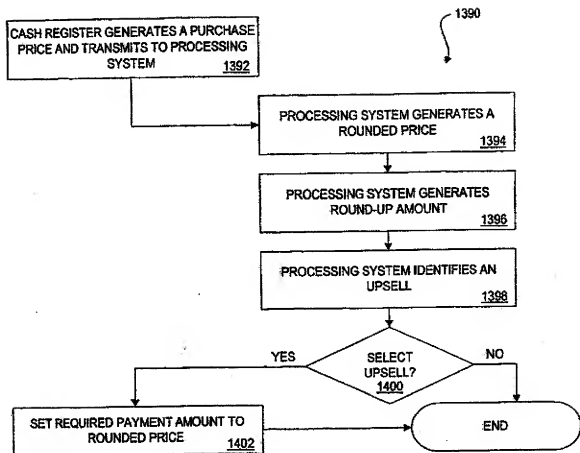 1390
CASH REGISTER GENERATES A PURCHASE
PRICE AND TRANSMITS TO PROCESSING
SYSTEM
1392
PROCESSING SYSTEM GENERATES A
ROUNDED PRICE
1394
PROCESSING SYSTEM GENERATES
ROUND-UP AMOUNT
1396
PROCESSING SYSTEM IDENTIFIES AN
UPSELL
1398
YES
SELECT
UPSELL?
1400
NO
SET REQUIRED PAYMENT AMOUNT TO
ROUNDED PRICE
1402
END